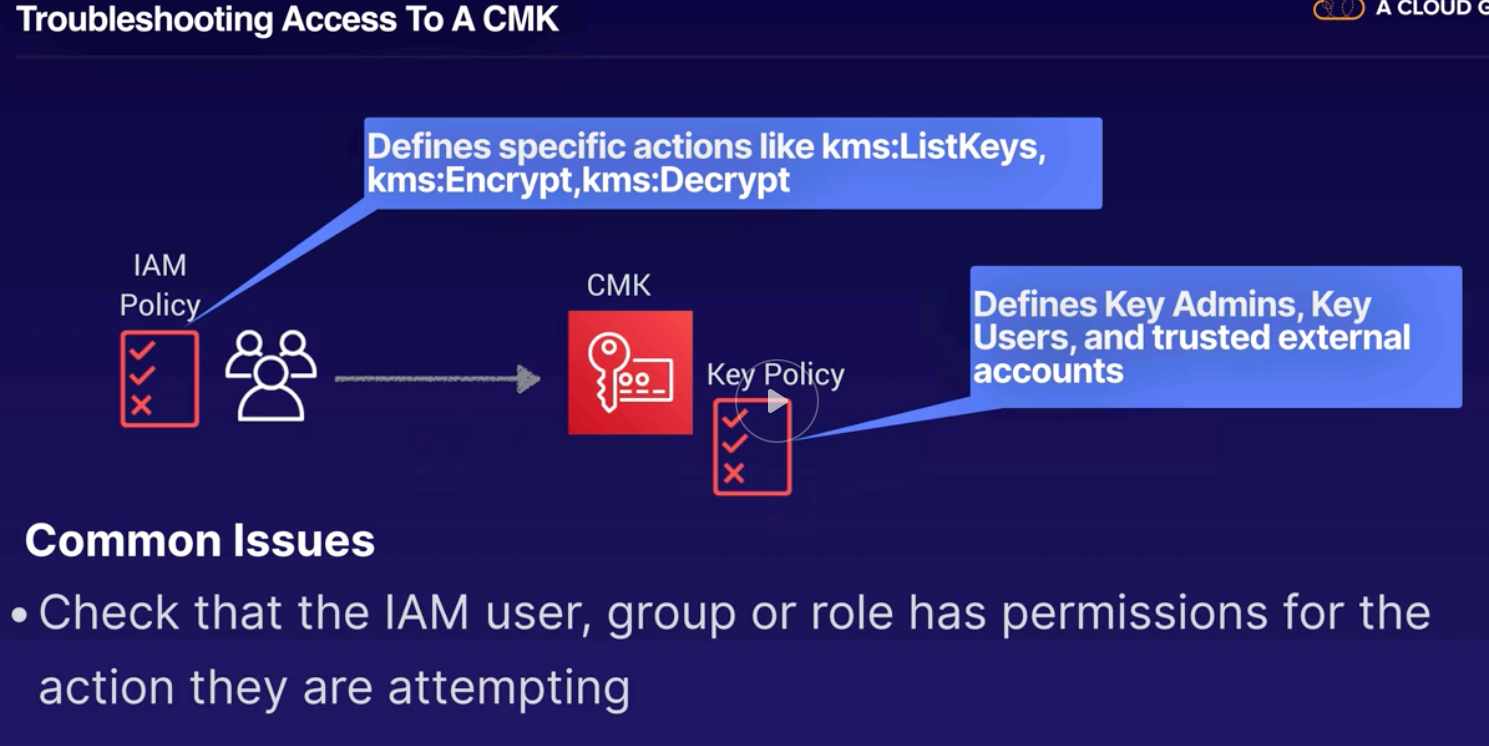 Troubleshooting Access To A CMK
A CLOUD G
Defines specific actions like kms:ListKeys,
kms:Encrypt,kms:Decrypt
IAM
Policy
CMK
Key Policy
Defines Key Admins, Key
Users, and trusted external
accounts
Common Issues
• Check that the IAM user, group or role has permissions for the
action they are attempting